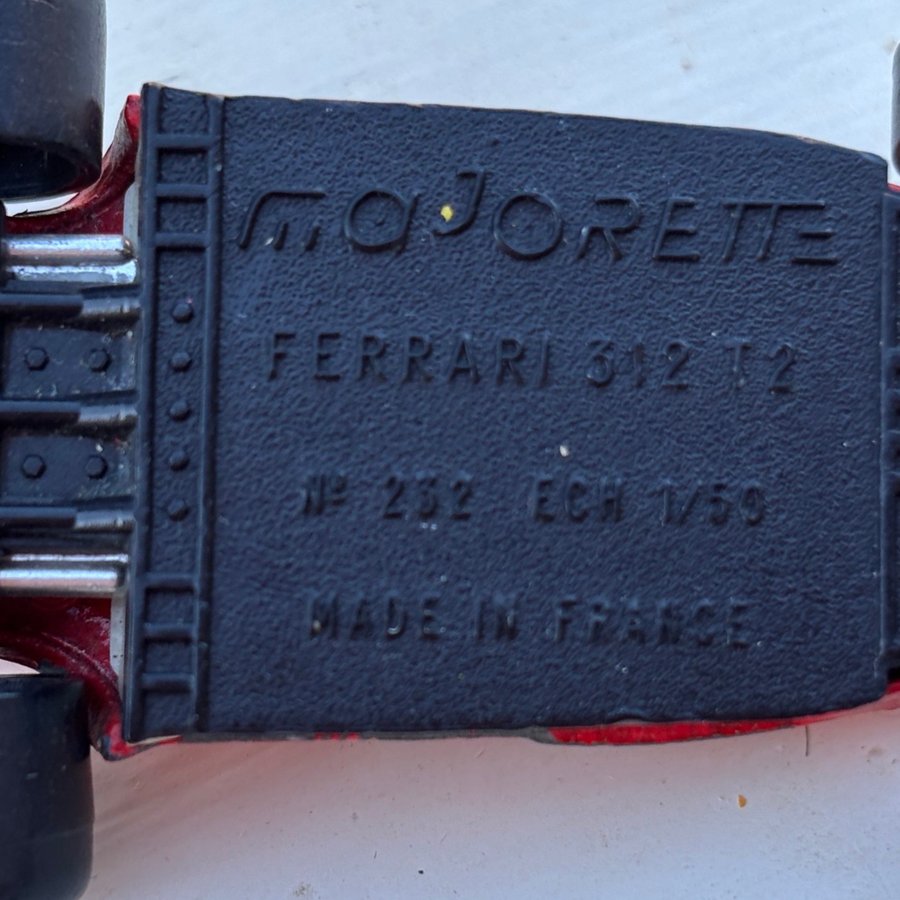 majORETTE
FERRARI 312 T2
Nº 232 ECH 1/50
MADE IN FRANCE